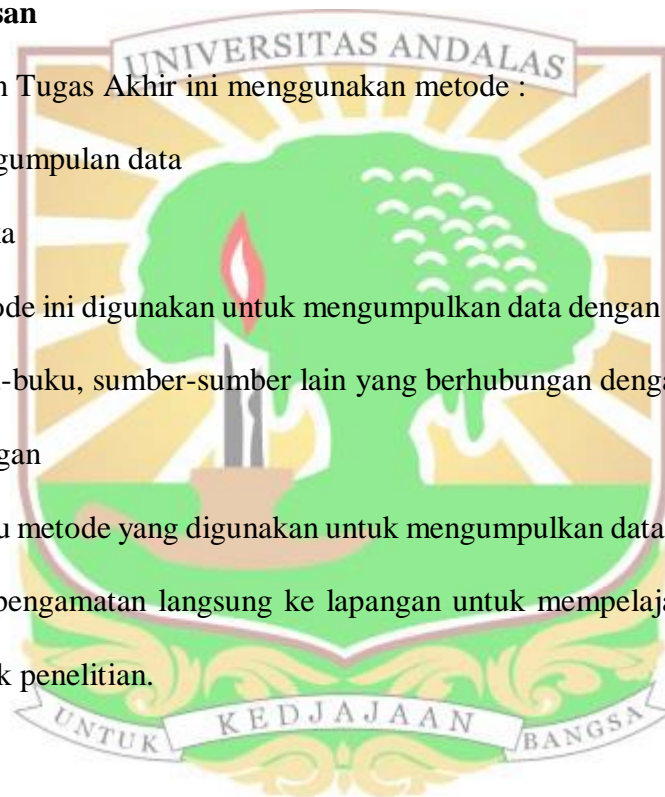 san
UNIVERSITAS ANDALAS
n Tugas Akhir ini menggunakan metode :
gumpulan data
ka
ode ini digunakan untuk mengumpulkan data dengan
-buku, sumber-sumber lain yang berhubungan denga
gan
u metode yang digunakan untuk mengumpulkan data
pengamatan langsung ke lapangan untuk mempelaja
k penelitian.
UNTUK KEDJAJAAN BANGSA